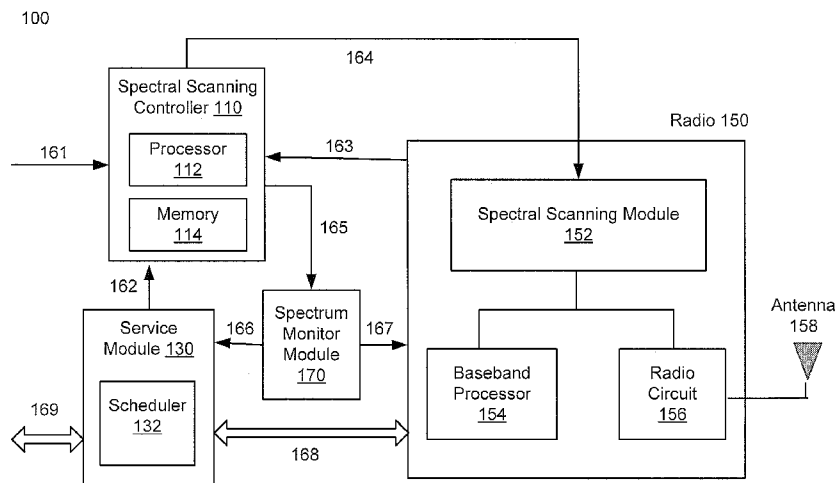 100
164
Spectral Scanning
Controller 110
Processor
112
Memory
114
161
163
165
162
Radio 150
Spectral Scanning Module
152
Baseband
Processor
154
Radio
Circuit
156
Antenna
158
Service
Module 130
Scheduler
132
166
Spectrum
Monitor
Module
170
167
169
168